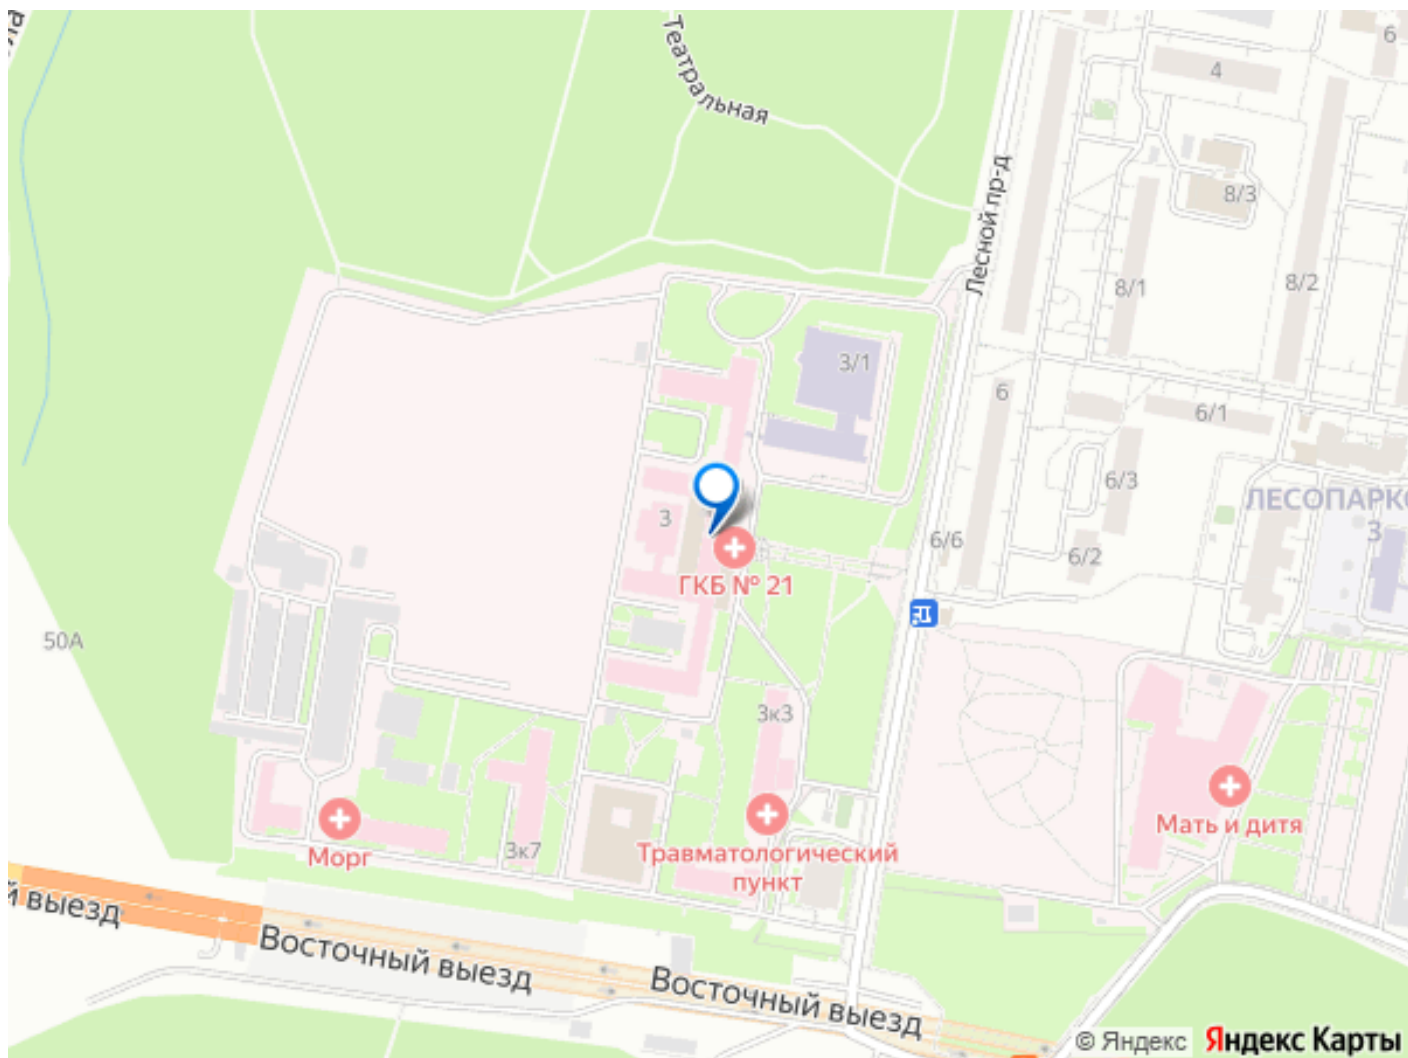 Театральная
6
4
Лесной пр-д
8/3
8/1
8/2
3/1
6
6/1
6/3
ЛЕСОПАРКО
3
3
6/6
6/2
ГКБ № 21
50А
3к3
Мать и дитя
3к7
Морг
Травматологический
пункт
й выезд
Восточный выезд
Восточный выезд
© Яндекс
Яндекс Карты